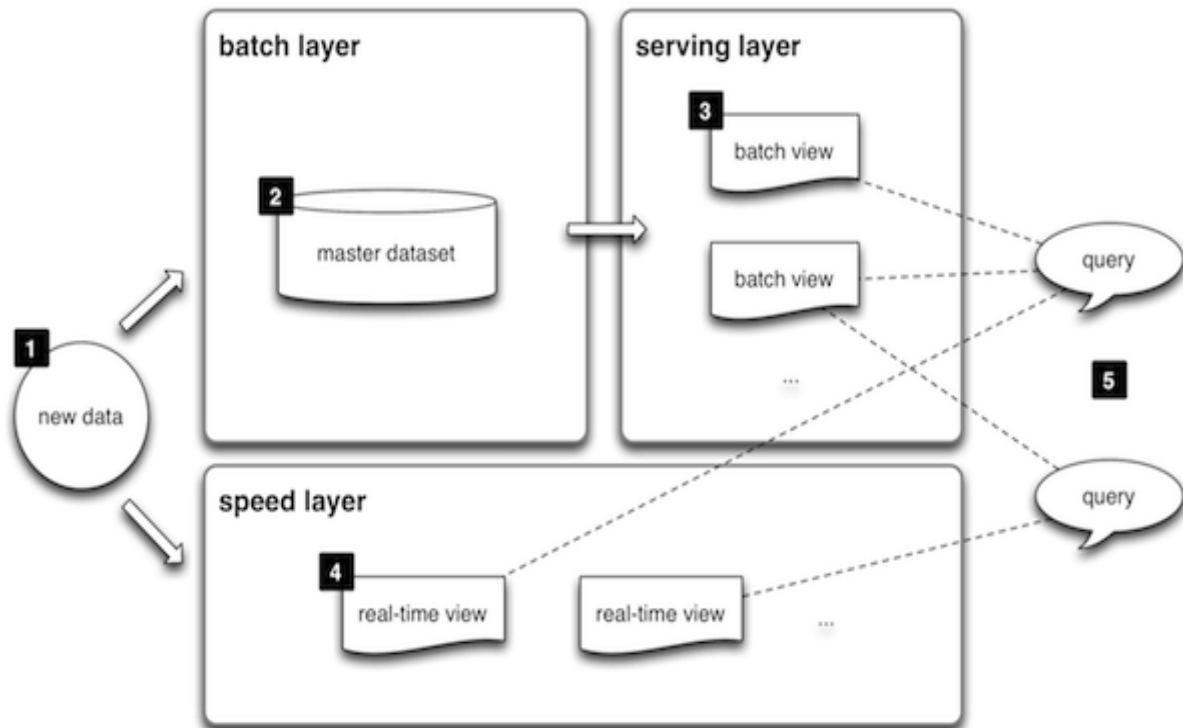 batch layer
serving layer
3
batch view
2
master dataset
batch view
query
1
new data
...
5
speed layer
query
4
real-time view
real-time view
...